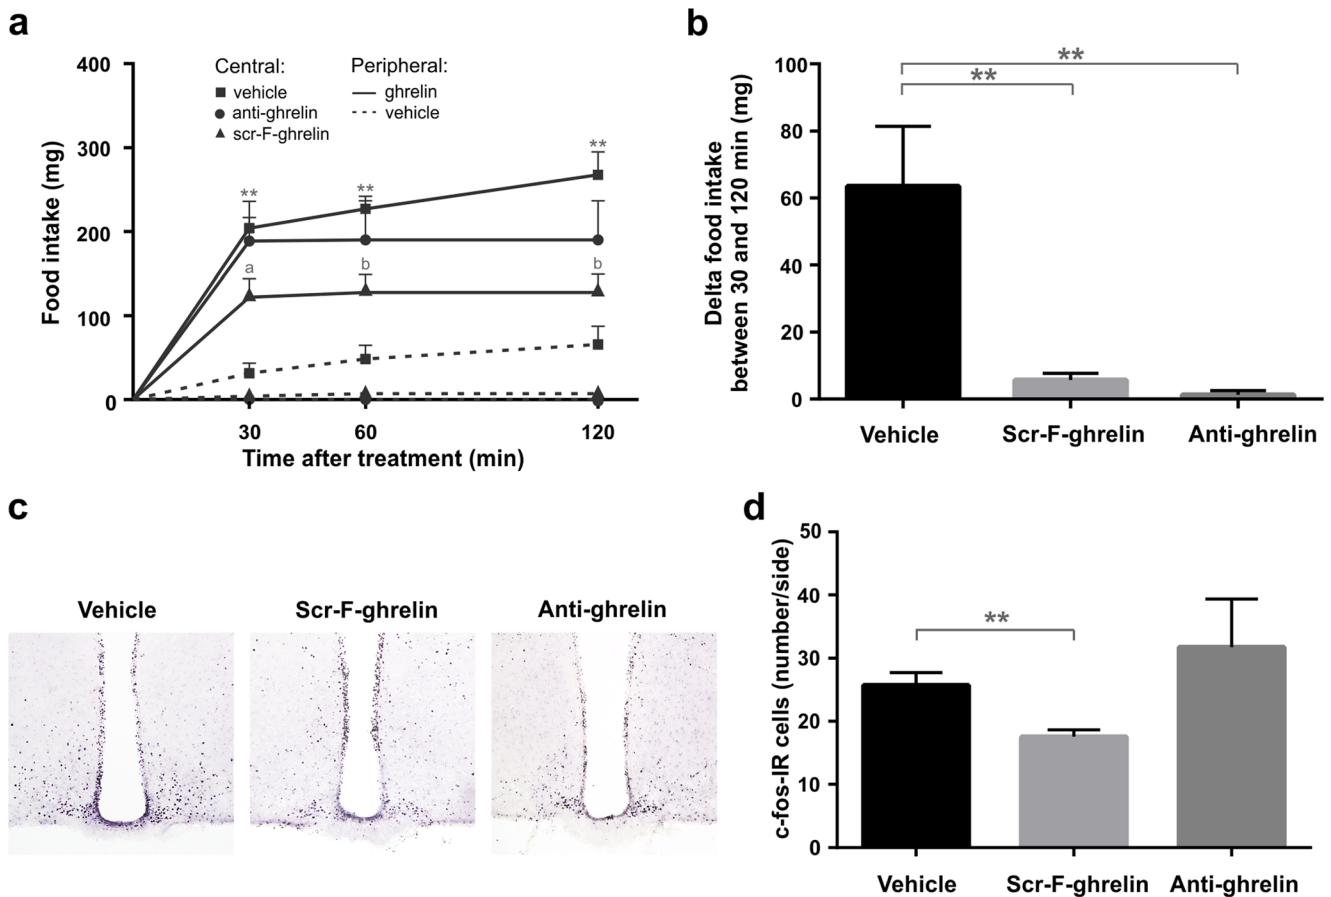 a
Food intake (mg)
400
300
200
100
0
Central:
vehicle
anti-ghrelin
scr-F-ghrelin
Peripheral:
ghrelin
vehicle
**
**
**
a
b
b
30
60
120
Time after treatment (min)
b
Delta food intake
between 30 and 120 min (mg)
100
80
60
40
20
0
**
**
Vehicle
Scr-F-ghrelin
Anti-ghrelin
c
Vehicle
Scr-F-ghrelin
Anti-ghrelin
d
c-fos-IR cells (number/side)
50
40
30
20
10
0
**
Vehicle
Scr-F-ghrelin
Anti-ghrelin